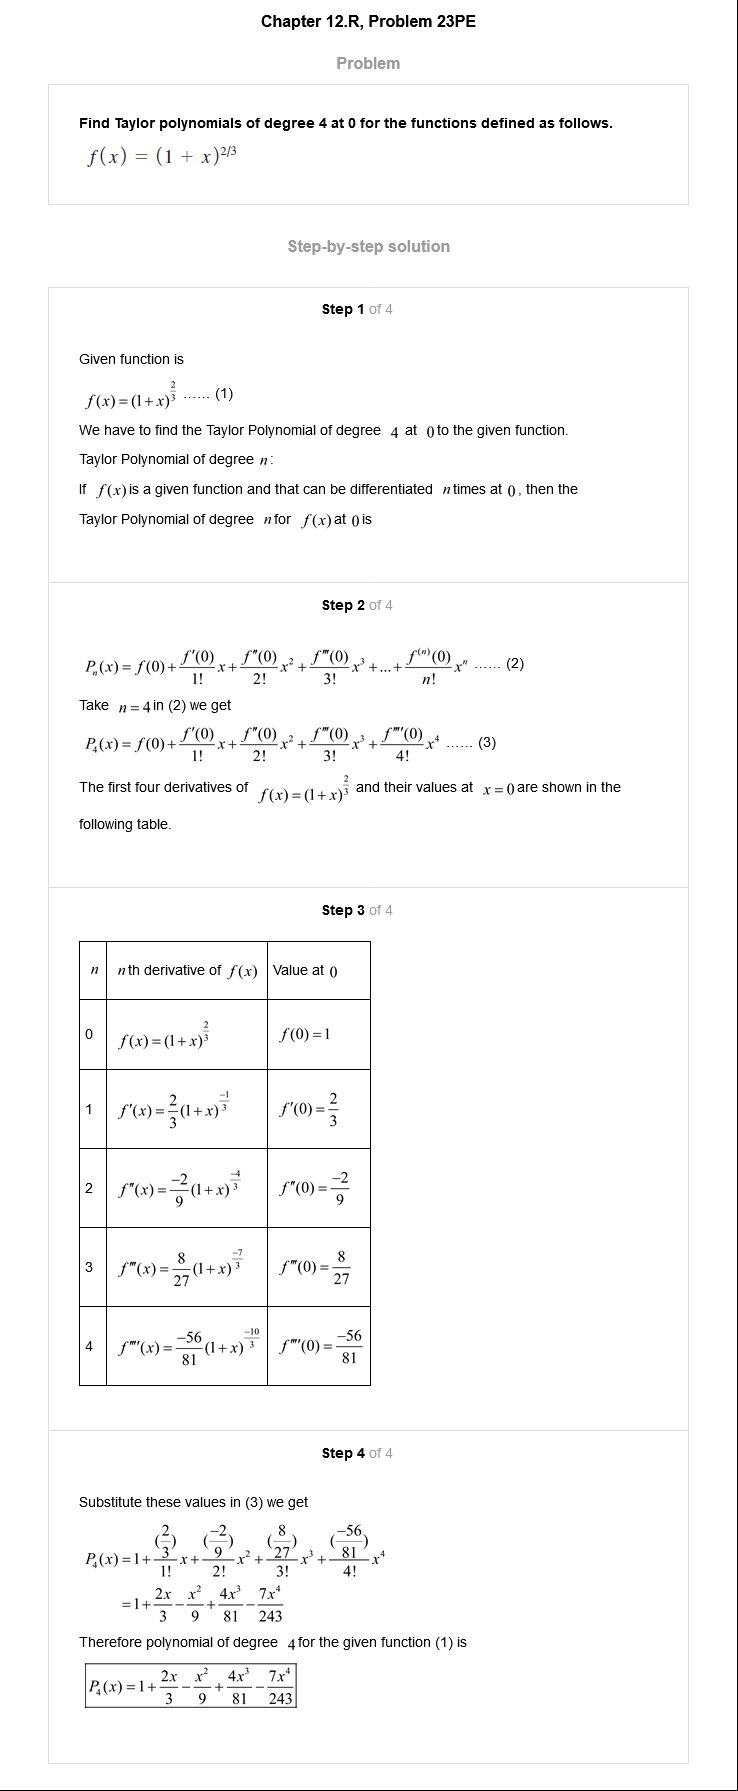 Chapter 12.R, Problem 23PE
Problem
Find Taylor polynomials of degree 4 at 0 for the functions defined as follows.
f(x) = (1 + x)^{2/3}
Step-by-step solution
Step 1 of 4
Given function is
f(x)=(1+x)^{2/3} ...... (1)
We have to find the Taylor Polynomial of degree 4 at 0 to the given function.
Taylor Polynomial of degree n:
If f(x) is a given function and that can be differentiated n times at 0, then the
Taylor Polynomial of degree n for f(x) at 0 is
Step 2 of 4
P_n(x) = f(0) + \frac{f'(0)}{1!}x + \frac{f''(0)}{2!}x^2 + \frac{f'''(0)}{3!}x^3 + ... + \frac{f^{(n)}(0)}{n!}x^n ...... (2)
Take n = 4 in (2) we get
P_4(x) = f(0) + \frac{f'(0)}{1!}x + \frac{f''(0)}{2!}x^2 + \frac{f'''(0)}{3!}x^3 + \frac{f''''(0)}{4!}x^4 ...... (3)
The first four derivatives of f(x)=(1+x)^{2/3} and their values at x = 0 are shown in the
following table.
Step 3 of 4
n nth derivative of f(x) Value at 0
0 f(x)=(1+x)^{2/3} f(0)=1
1 f'(x)=\frac{2}{3}(1+x)^{-1/3} f'(0)=\frac{2}{3}
2 f''(x)=\frac{-2}{9}(1+x)^{-4/3} f''(0)=\frac{-2}{9}
3 f'''(x)=\frac{8}{27}(1+x)^{-7/3} f'''(0)=\frac{8}{27}
4 f''''(x)=\frac{-56}{81}(1+x)^{-10/3} f''''(0)=\frac{-56}{81}
Step 4 of 4
Substitute these values in (3) we get
P_4(x)=1+\frac{(\frac{2}{3})}{1!}x+\frac{(\frac{-2}{9})}{2!}x^2+\frac{(\frac{8}{27})}{3!}x^3+\frac{(\frac{-56}{81})}{4!}x^4
=1+\frac{2x}{3}-\frac{x^2}{9}+\frac{4x^3}{81}-\frac{7x^4}{243}
Therefore polynomial of degree 4 for the given function (1) is
P_4(x)=1+\frac{2x}{3}-\frac{x^2}{9}+\frac{4x^3}{81}-\frac{7x^4}{243}